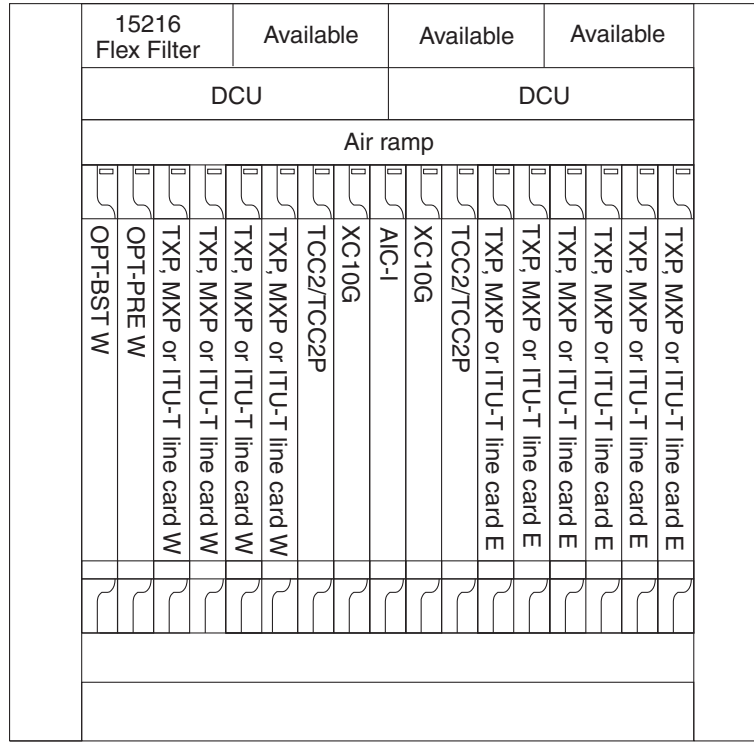 15216
Flex Filter
Available
Available
Available
DCU
DCU
Air ramp
OPT-BST W
OPT-PRE W
TXP, MXP or ITU-T line card W
TXP, MXP or ITU-T line card W
TXP, MXP or ITU-T line card W
TXP, MXP or ITU-T line card W
TCC2/TCC2P
XC10G
AIC-I
XC10G
TCC2/TCC2P
TXP, MXP or ITU-T line card E
TXP, MXP or ITU-T line card E
TXP, MXP or ITU-T line card E
TXP, MXP or ITU-T line card E
TXP, MXP or ITU-T line card E
TXP, MXP or ITU-T line card E